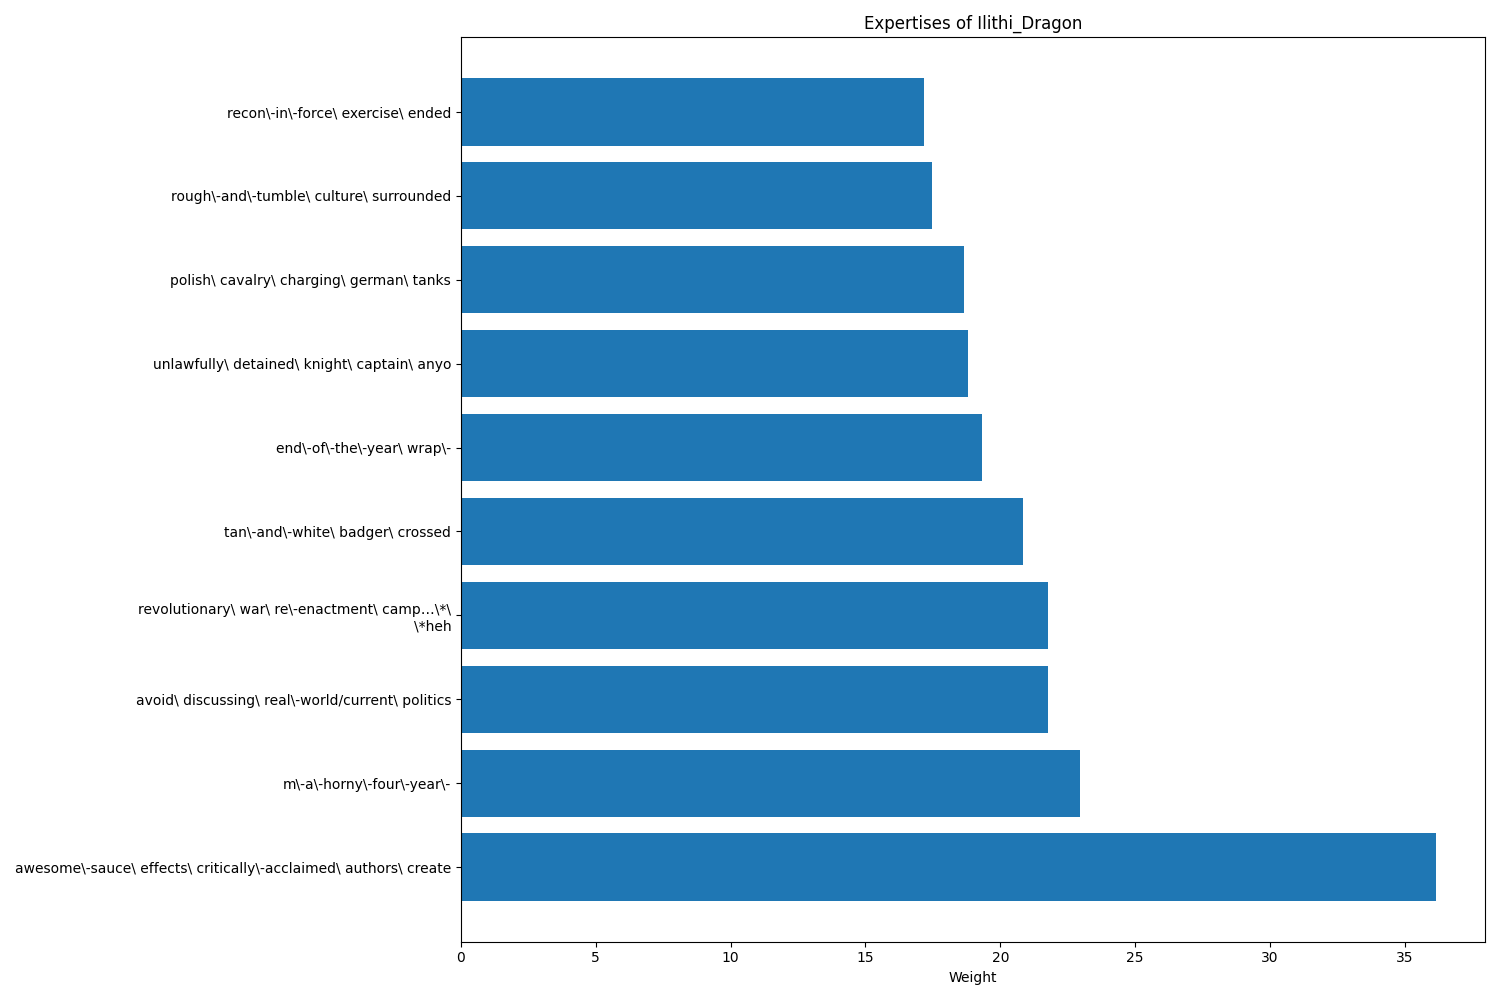 Expertises of Ilithi_Dragon
recon\-in\-force\ exercise\ ended
rough\-and\-tumble\ culture\ surrounded
polish\ cavalry\ charging\ german\ tanks
unlawfully\ detained\ knight\ captain\ anyo
end\-of\-the\-year\ wrap\-
tan\-and\-white\ badger\ crossed
revolutionary\ war\ re\-enactment\ camp...\*\
\*heh
avoid\ discussing\ real\-world/current\ politics
m\-a\-horny\-four\-year\-
awesome\-sauce\ effects\ critically\-acclaimed\ authors\ create
0 5 10 15 20 25 30 35
Weight